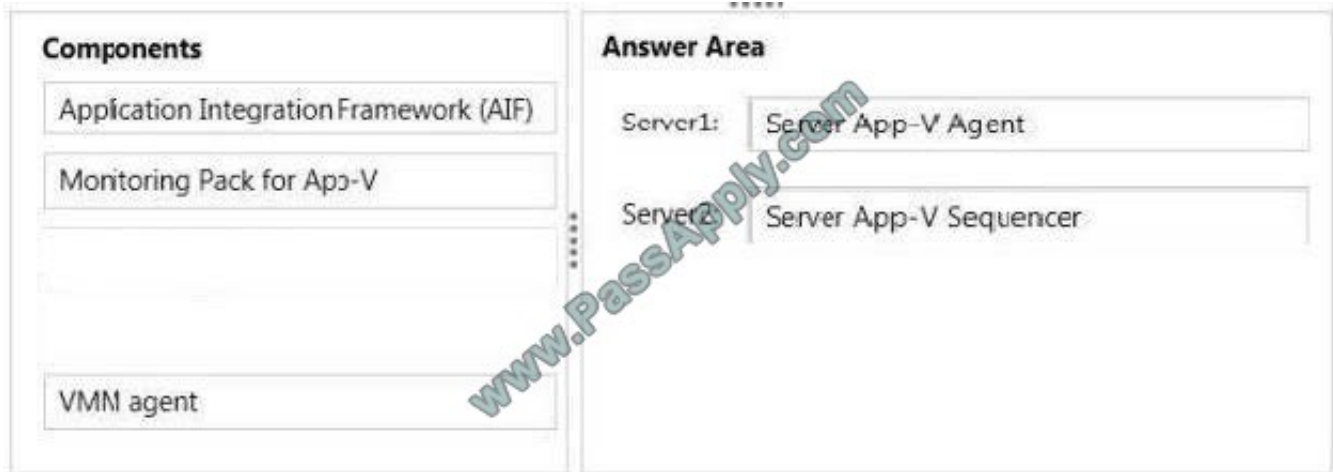 Components
Application Integration Framework (AIF)
Monitoring Pack for App-V
VMM agent
Answer Area
Server1:
Server App-V Agent
Server2:
Server App-V Sequencer
www.PassApply.com